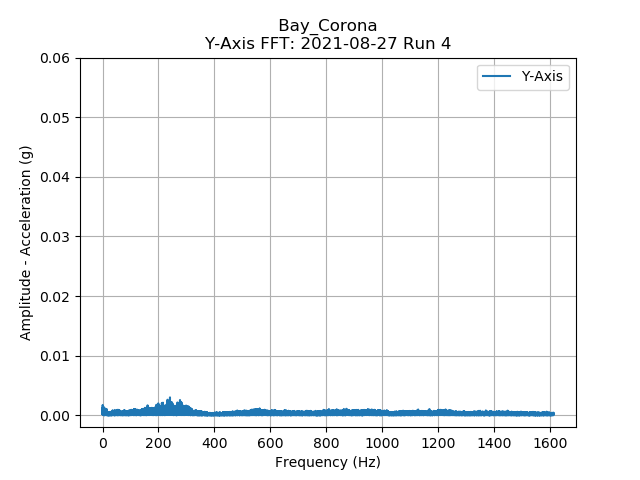 Bay_Corona
Y-Axis FFT: 2021-08-27 Run 4
Y-Axis
0.06
0.05
0.04
0.03
0.02
0.01
0.00
Amplitude - Acceleration (g)
0 200 400 600 800 1000 1200 1400 1600
Frequency (Hz)